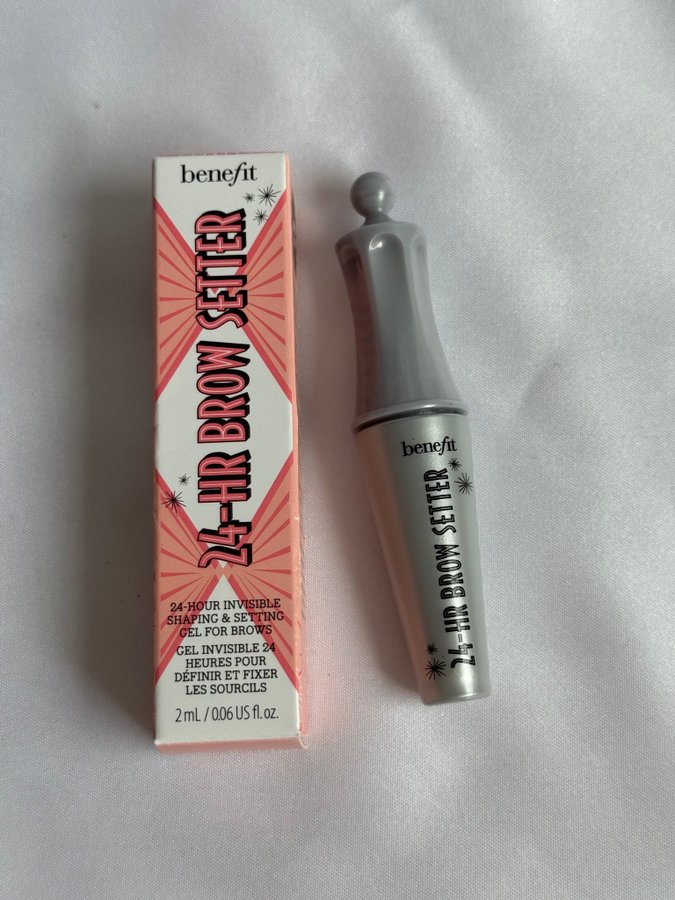 benefit
24-HR BROW SETTER
24-HOUR INVISIBLE
SHAPING & SETTING
GEL FOR BROWS
GEL INVISIBLE 24
HEURES POUR
DÉFINIR ET FIXER
LES SOURCILS
2 mL / 0.06 US fl. oz.
benefit
24-HR BROW SETTER